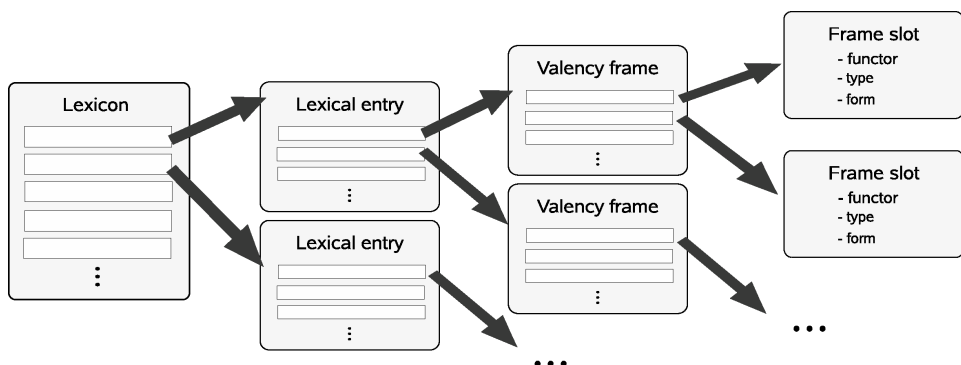 Lexicon
⋮
Lexical entry
⋮
Lexical entry
⋮
...
Valency frame
⋮
Valency frame
⋮
...
Frame slot
- functor
- type
- form
Frame slot
- functor
- type
- form